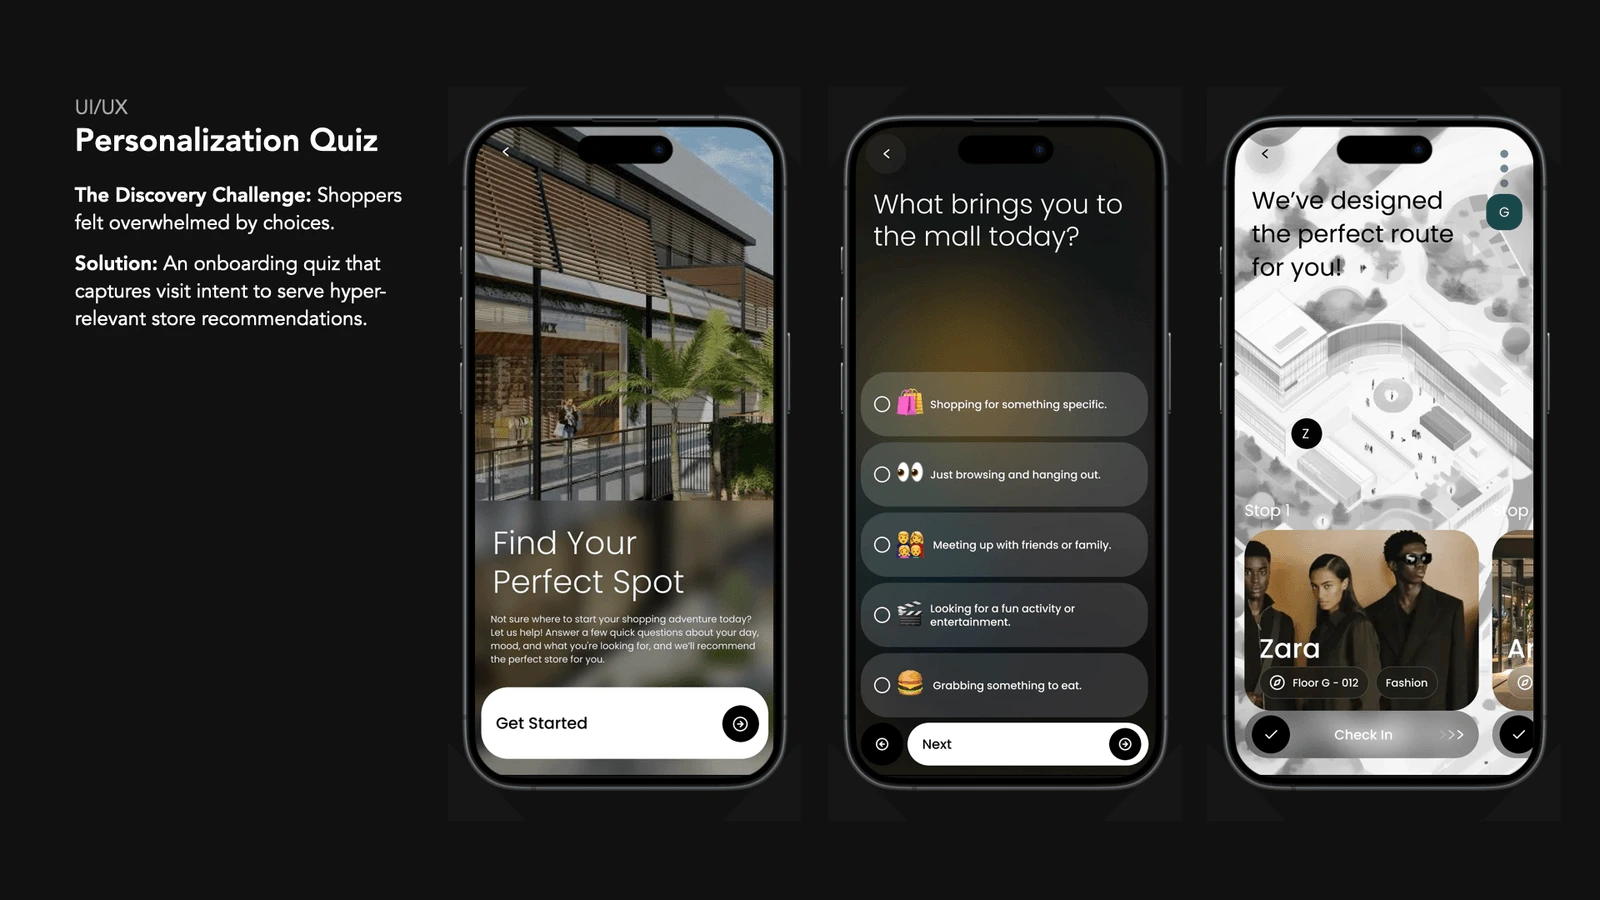 UI/UX
Personalization Quiz
The Discovery Challenge: Shoppers
felt overwhelmed by choices.
Solution: An onboarding quiz that
captures visit intent to serve hyper-
relevant store recommendations.
Find Your
Perfect Spot
Not sure where to start your shopping adventure today?
Let us help! Answer a few quick questions about your day,
mood, and what you're looking for, and we'll recommend
the perfect store for you.
Get Started
What brings you to
the mall today?
Shopping for something specific.
Just browsing and hanging out.
Meeting up with friends or family.
Looking for a fun activity or
entertainment.
Grabbing something to eat.
Next
We've designed
the perfect route
for you!
G
Z
Stop 1
Stop
Zara
Floor G - 012
Fashion
Check In